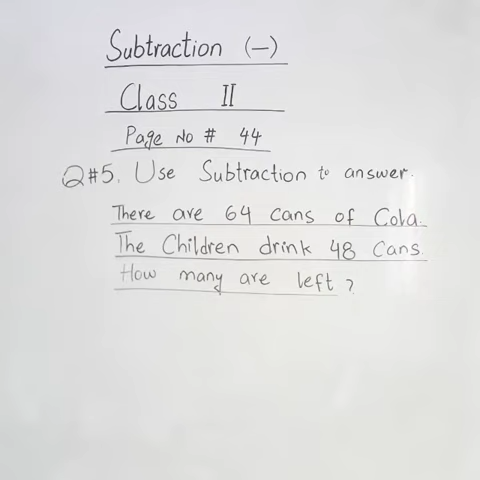 Subtraction (-)
Class II
Page No # 44
Q#5. Use Subtraction to answer.
There are 64 cans of Cola.
The Children drink 48 Cans.
How many are left?